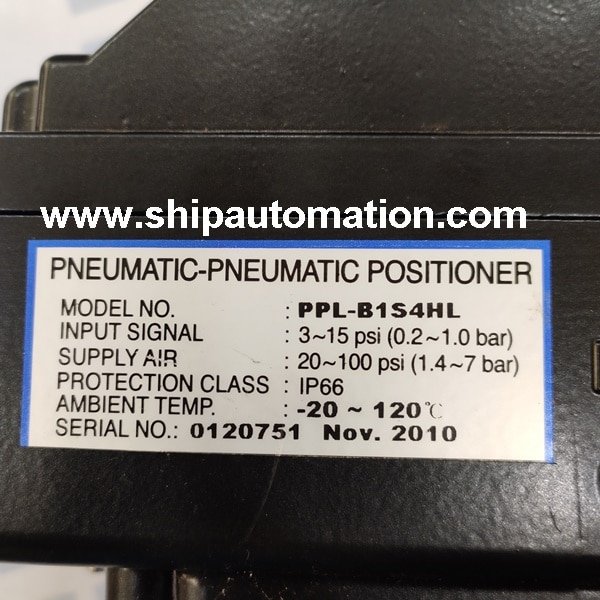 www.shipautomation.com
PNEUMATIC-PNEUMATIC POSITIONER
MODEL NO. : PPL-B1S4HL
INPUT SIGNAL : 3~15 psi (0.2~1.0 bar)
SUPPLY AIR : 20~100 psi (1.4~7 bar)
PROTECTION CLASS : IP66
AMBIENT TEMP. : -20 ~ 120℃
SERIAL NO.: 0120751 Nov. 2010